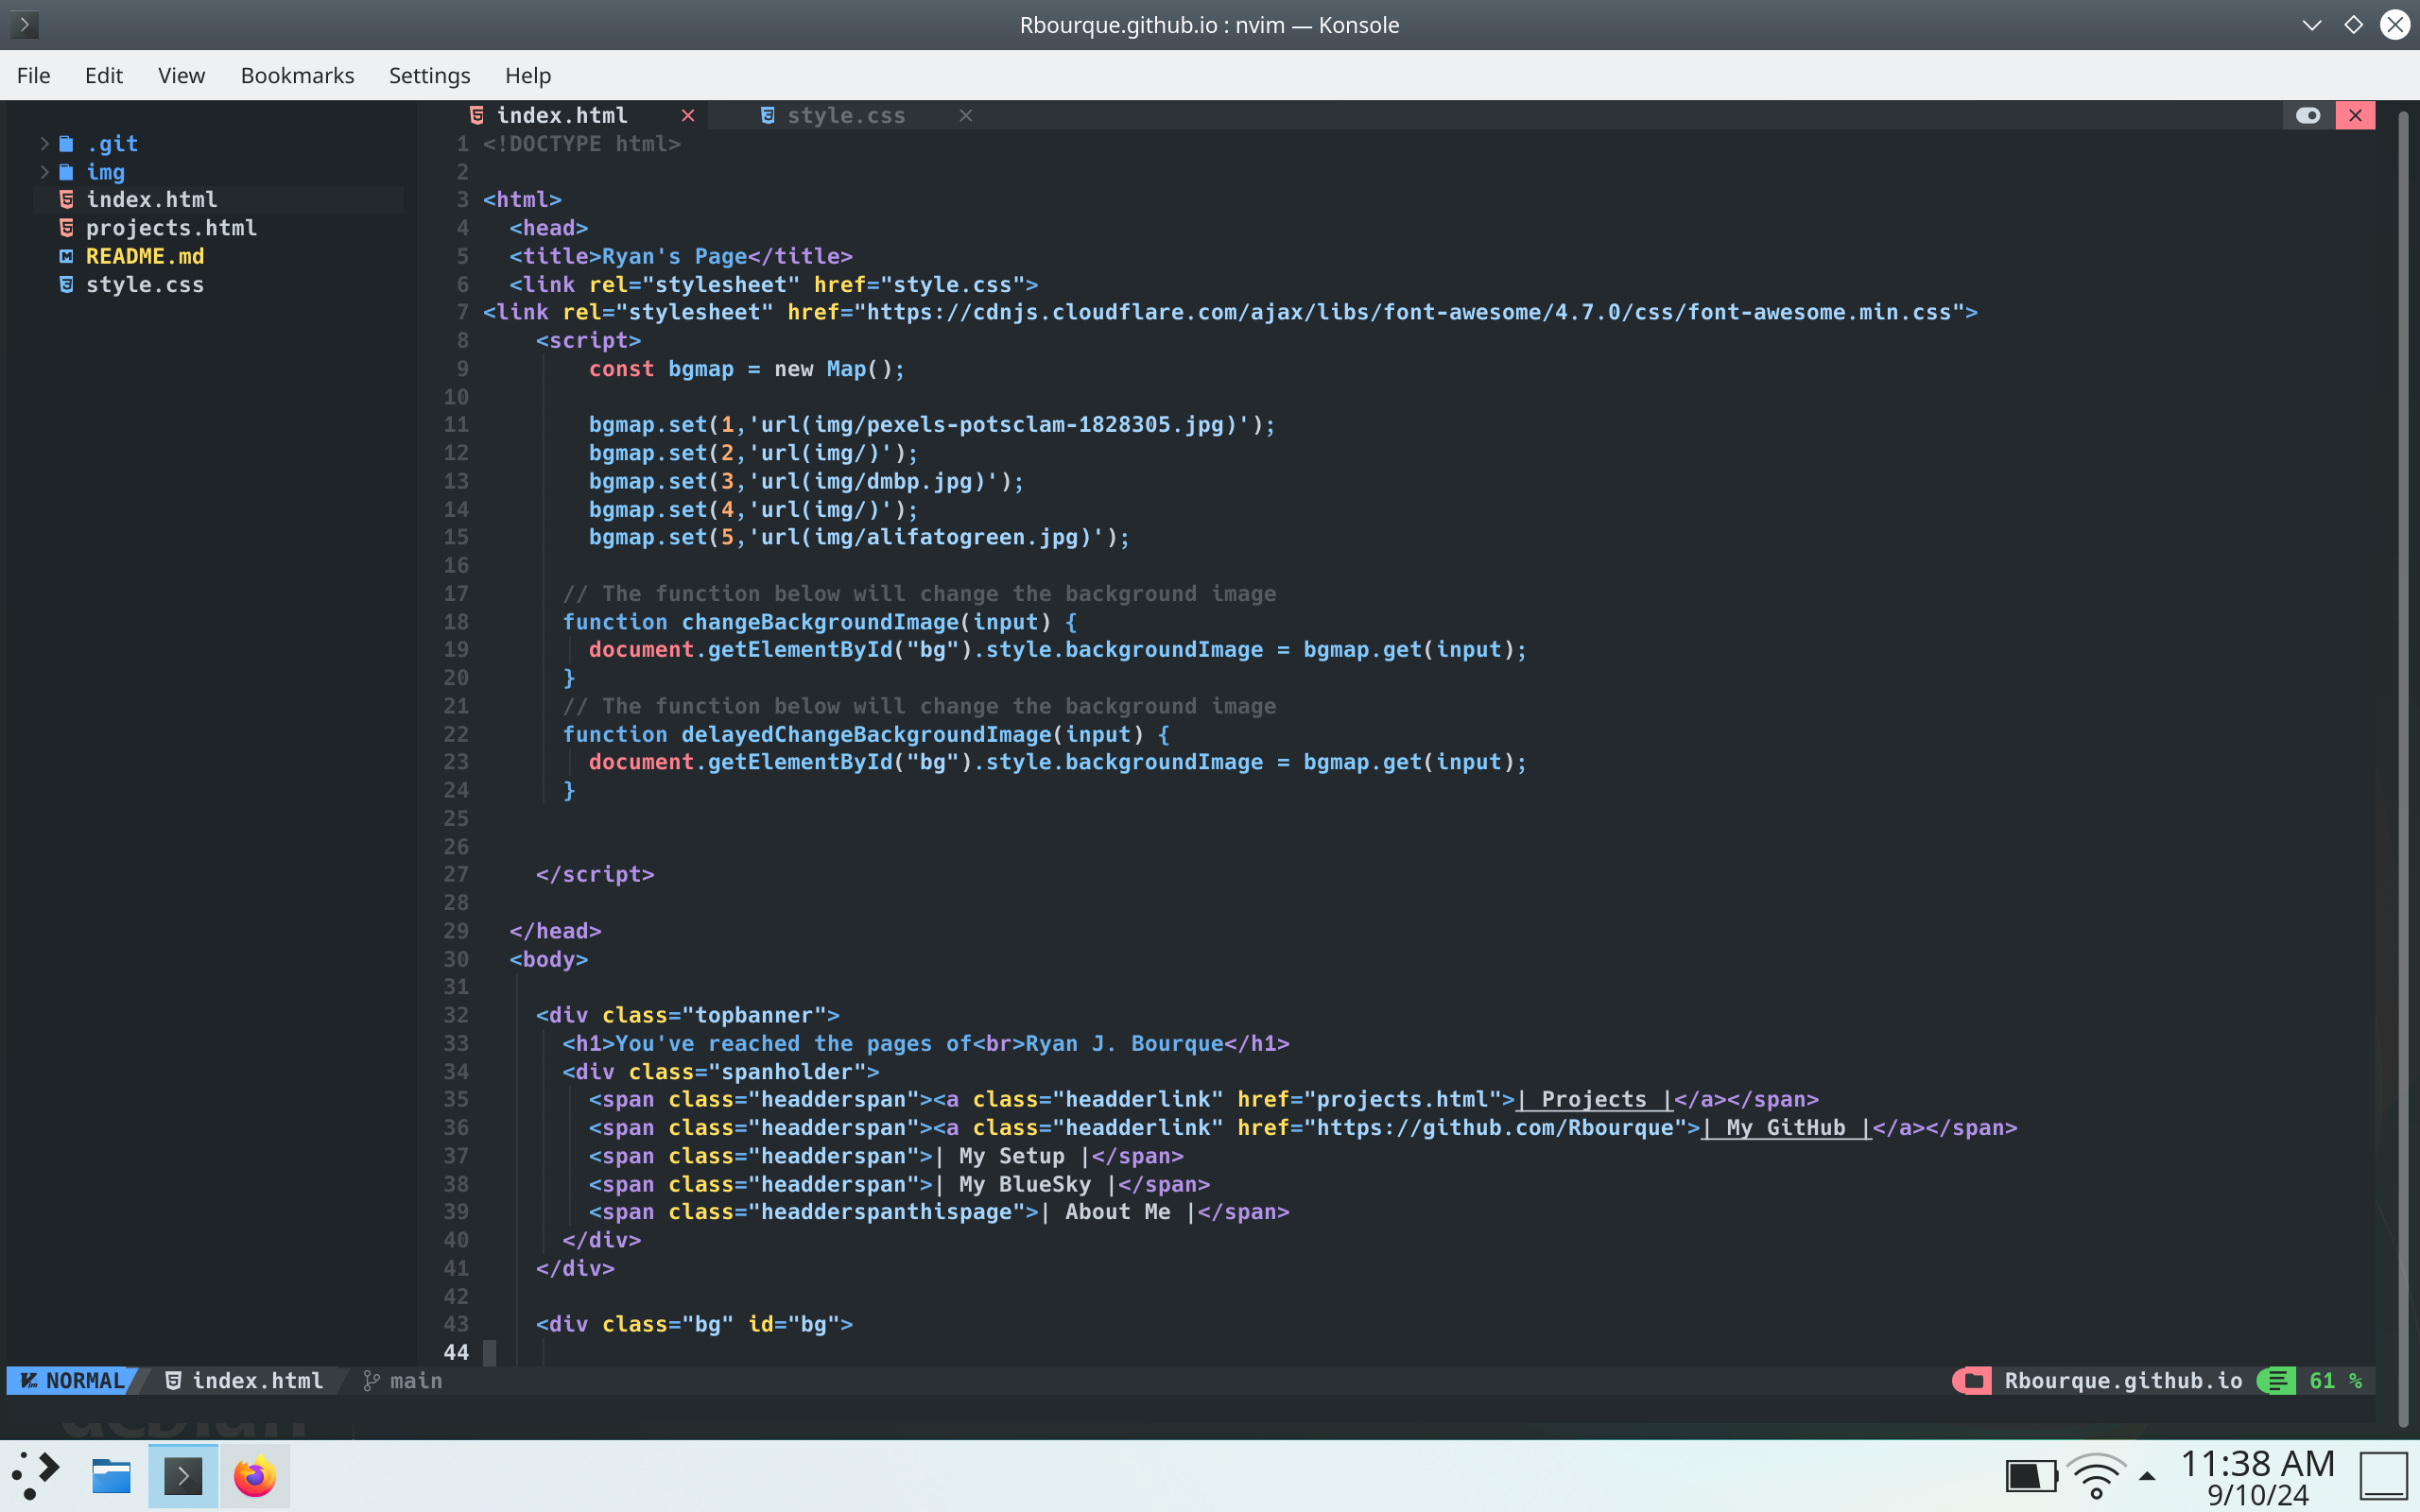 Rbourque.github.io : nvim — Konsole
File Edit View Bookmarks Settings Help
index.html style.css
.git
img
index.html
projects.html
README.md
style.css
1 <!DOCTYPE html>
2
3 <html>
4 <head>
5 <title>Ryan's Page</title>
6 <link rel="stylesheet" href="style.css">
7 <link rel="stylesheet" href="https://cdnjs.cloudflare.com/ajax/libs/font-awesome/4.7.0/css/font-awesome.min.css">
8 <script>
9 const bgmap = new Map();
10
11 bgmap.set(1,'url(img/pexels-potsclam-1828305.jpg)');
12 bgmap.set(2,'url(img/)');
13 bgmap.set(3,'url(img/dmbp.jpg)');
14 bgmap.set(4,'url(img/)');
15 bgmap.set(5,'url(img/alifatogreen.jpg)');
16
17 // The function below will change the background image
18 function changeBackgroundImage(input) {
19 document.getElementById("bg").style.backgroundImage = bgmap.get(input);
20 }
21 // The function below will change the background image
22 function delayedChangeBackgroundImage(input) {
23 document.getElementById("bg").style.backgroundImage = bgmap.get(input);
24 }
25
26
27 </script>
28
29 </head>
30 <body>
31
32 <div class="topbanner">
33 <h1>You've reached the pages of<br>Ryan J. Bourque</h1>
34 <div class="spanholder">
35 <span class="headderspan"><a class="headderlink" href="projects.html">| Projects |</a></span>
36 <span class="headderspan"><a class="headderlink" href="https://github.com/Rbourque">| My GitHub |</a></span>
37 <span class="headderspan">| My Setup |</span>
38 <span class="headderspan">| My BlueSky |</span>
39 <span class="headderspanthispage">| About Me |</span>
40 </div>
41 </div>
42
43 <div class="bg" id="bg">
44
NORMAL index.html main Rbourque.github.io 61 %
debian
11:38 AM
9/10/24